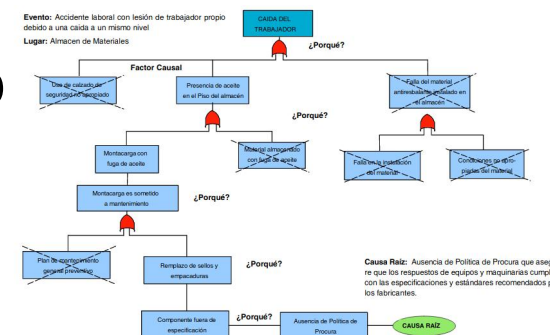 Evento: Accidente laboral con lesión de trabajador propio
debido a una caida a un mismo nivel
Lugar: Almacen de Materiales
CAIDA DEL
TRABAJADOR
¿Porqué?
Factor Causal
Uso de calzado de
seguridad no apropiado
Presencia de aceite
en el Piso del almacén
Falla del material
antiresbalante instalado en
el almacén
¿Porqué?
Montacarga con
fuga de aceite
Material almacenado
con fuga de aceite
Falla en la instalación
del material
Condiciones no apro-
piadas del material
Montacarga es sometido
a mantenimiento
¿Porqué?
Plan de mantecimiento
general preventivo
Remplazo de sellos y
empacaduras
¿Porqué?
Causa Raíz: Ausencia de Política de Procura que aseg
re que los respuestos de equipos y maquinarias cumpl
con las especificaciones y estándares recomendados p
los fabricantes.
Componente fuera de
especificación
¿Porqué?
Ausencia de Política de
Procura
CAUSA RAÍZ